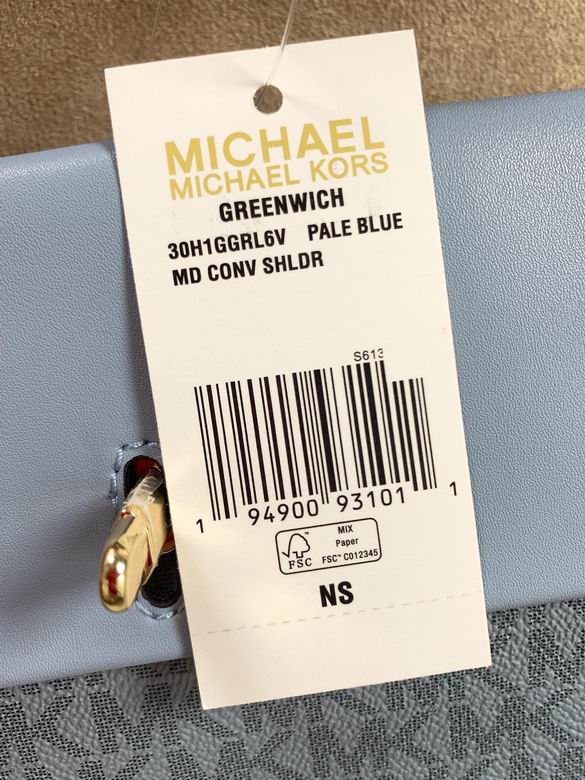 MICHAEL
MICHAEL KORS
GREENWICH
30H1GGRL6V PALE BLUE
MD CONV SHLDR
S613
1 94900 93101 1
FSC™
MIX
Paper
FSC™ C012345
NS